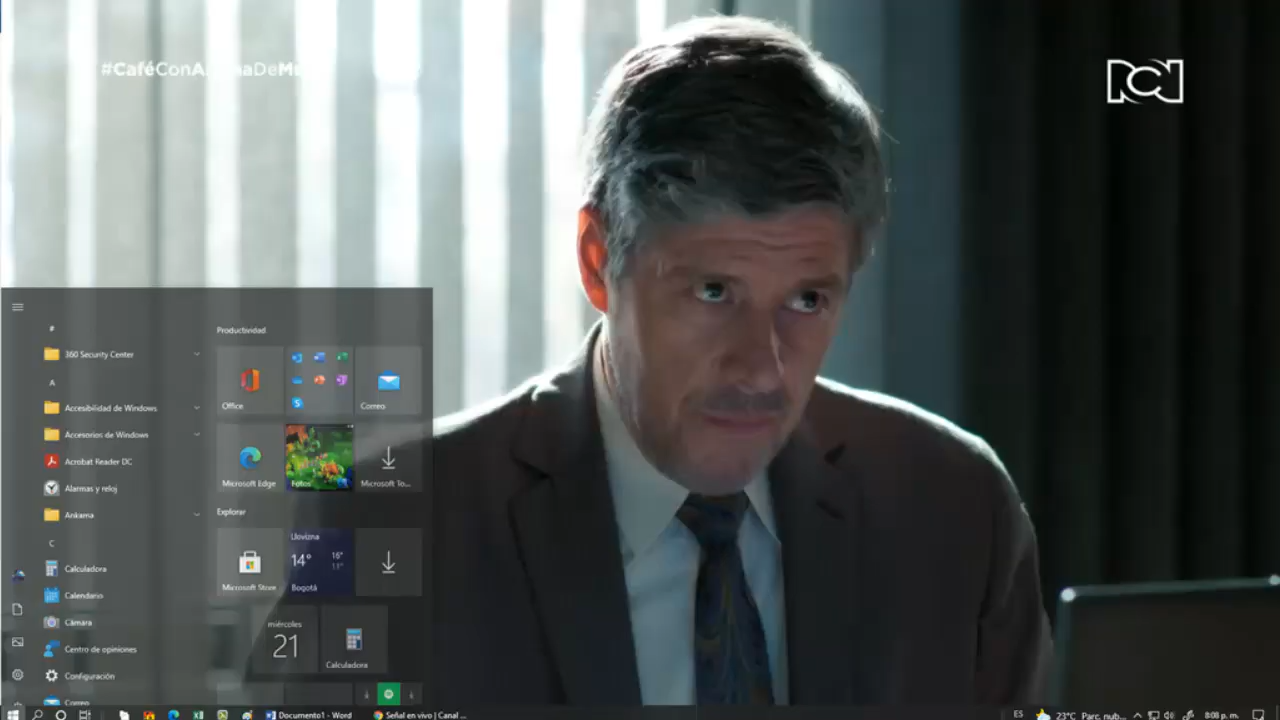 #CaféConAromaDeMujer
RCN
#
Productividad
360 Security Center
A
Office
Correo
Accesibilidad de Windows
Accesorios de Windows
Acrobat Reader DC
Microsoft Edge
Fotos
Microsoft To...
Alarmas y reloj
Ankama
Explorar
C
Llovizna
14°
16°
11°
Microsoft Store
Bogotá
Calculadora
Calendario
Cámara
miércoles
21
Calculadora
Centro de opiniones
Configuración
Correo
Documento1 - Word
Señal en vivo | Canal ...
ES
23°C Parc. nub...
8:08 p. m.